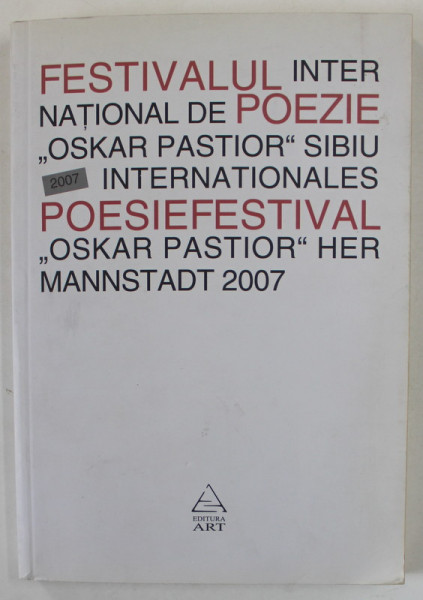 FESTIVALUL INTER
NAȚIONAL DE POEZIE
„OSKAR PASTIOR“ SIBIU
2007 INTERNATIONALES
POESIEFESTIVAL
„OSKAR PASTIOR“ HER
MANNSTADT 2007
EDITURA
ART